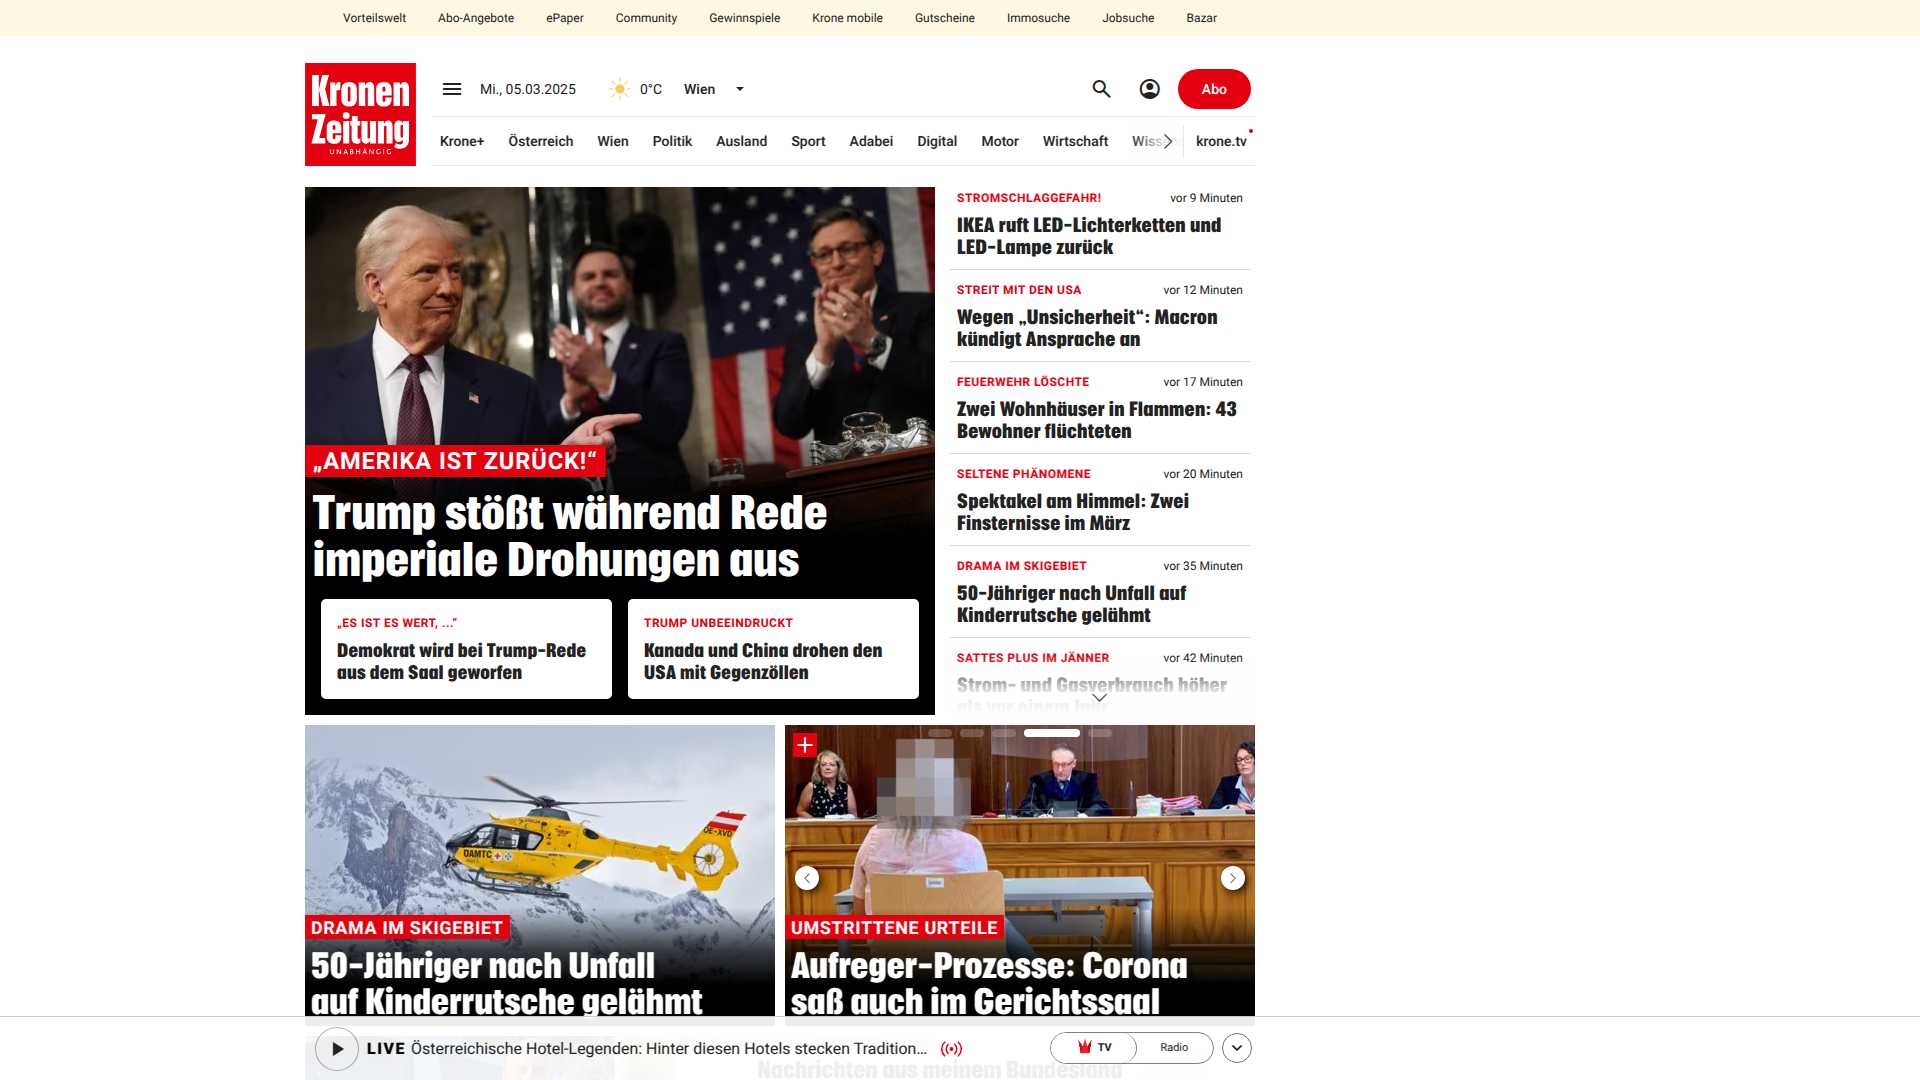 Vorteilswelt Abo-Angebote ePaper Community Gewinnspiele Krone mobile Gutscheine Immosuche Jobsuche Bazar
Kronen
Zeitung
UNABHÄNGIG
Mi., 05.03.2025 0°C Wien Abo
Krone+ Österreich Wien Politik Ausland Sport Adabei Digital Motor Wirtschaft krone.tv
„AMERIKA IST ZURÜCK!“
Trump stößt während Rede
imperiale Drohungen aus
„ES IST ES WERT, ...“
Demokrat wird bei Trump-Rede
aus dem Saal geworfen
TRUMP UNBEEINDRUCKT
Kanada und China drohen den
USA mit Gegenzöllen
STROMSCHLAGGEFAHR! vor 9 Minuten
IKEA ruft LED-Lichterketten und
LED-Lampe zurück
STREIT MIT DEN USA vor 12 Minuten
Wegen „Unsicherheit“: Macron
kündigt Ansprache an
FEUERWEHR LÖSCHTE vor 17 Minuten
Zwei Wohnhäuser in Flammen: 43
Bewohner flüchteten
SELTENE PHÄNOMENE vor 20 Minuten
Spektakel am Himmel: Zwei
Finsternisse im März
DRAMA IM SKIGEBIET vor 35 Minuten
50-Jähriger nach Unfall auf
Kinderrutsche gelähmt
SATTES PLUS IM JÄNNER vor 42 Minuten
Strom- und Gasverbrauch höher
als vor einem Jahr
OE-XVD
ÖAMTC
DRAMA IM SKIGEBIET
50-Jähriger nach Unfall
auf Kinderrutsche gelähmt
UMSTRITTENE URTEILE
Aufreger-Prozesse: Corona
saß auch im Gerichtssaal
LIVE Österreichische Hotel-Legenden: Hinter diesen Hotels stecken Tradition... TV Radio
Nachrichten aus meinem Bundesland